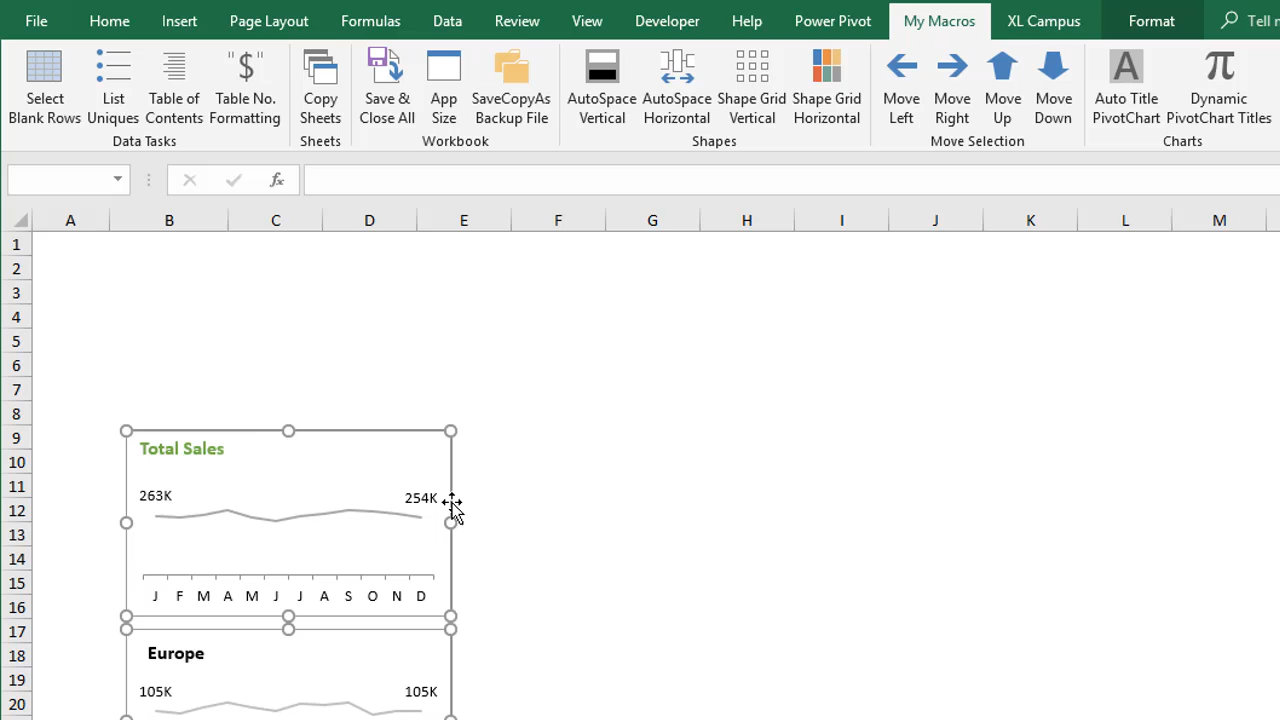 File Home Insert Page Layout Formulas Data Review View Developer Help Power Pivot My Macros XL Campus Format Tell
Select Blank Rows
List Uniques
Table of Contents
"$" Table No. Formatting
Data Tasks
Copy Sheets
Sheets
Save & Close All
App Size
SaveCopyAs Backup File
Workbook
AutoSpace Vertical
AutoSpace Horizontal
Shape Grid Vertical
Shape Grid Horizontal
Shapes
Move Left
Move Right
Move Up
Move Down
Move Selection
A Auto Title PivotChart
π Dynamic PivotChart Titles
Charts
fx
A B C D E F G H I J K L M
1
2
3
4
5
6
7
8
9
10 Total Sales
11
12 263K 254K
13
14
15
16 J F M A M J J A S O N D
17
18 Europe
19
20 105K 105K